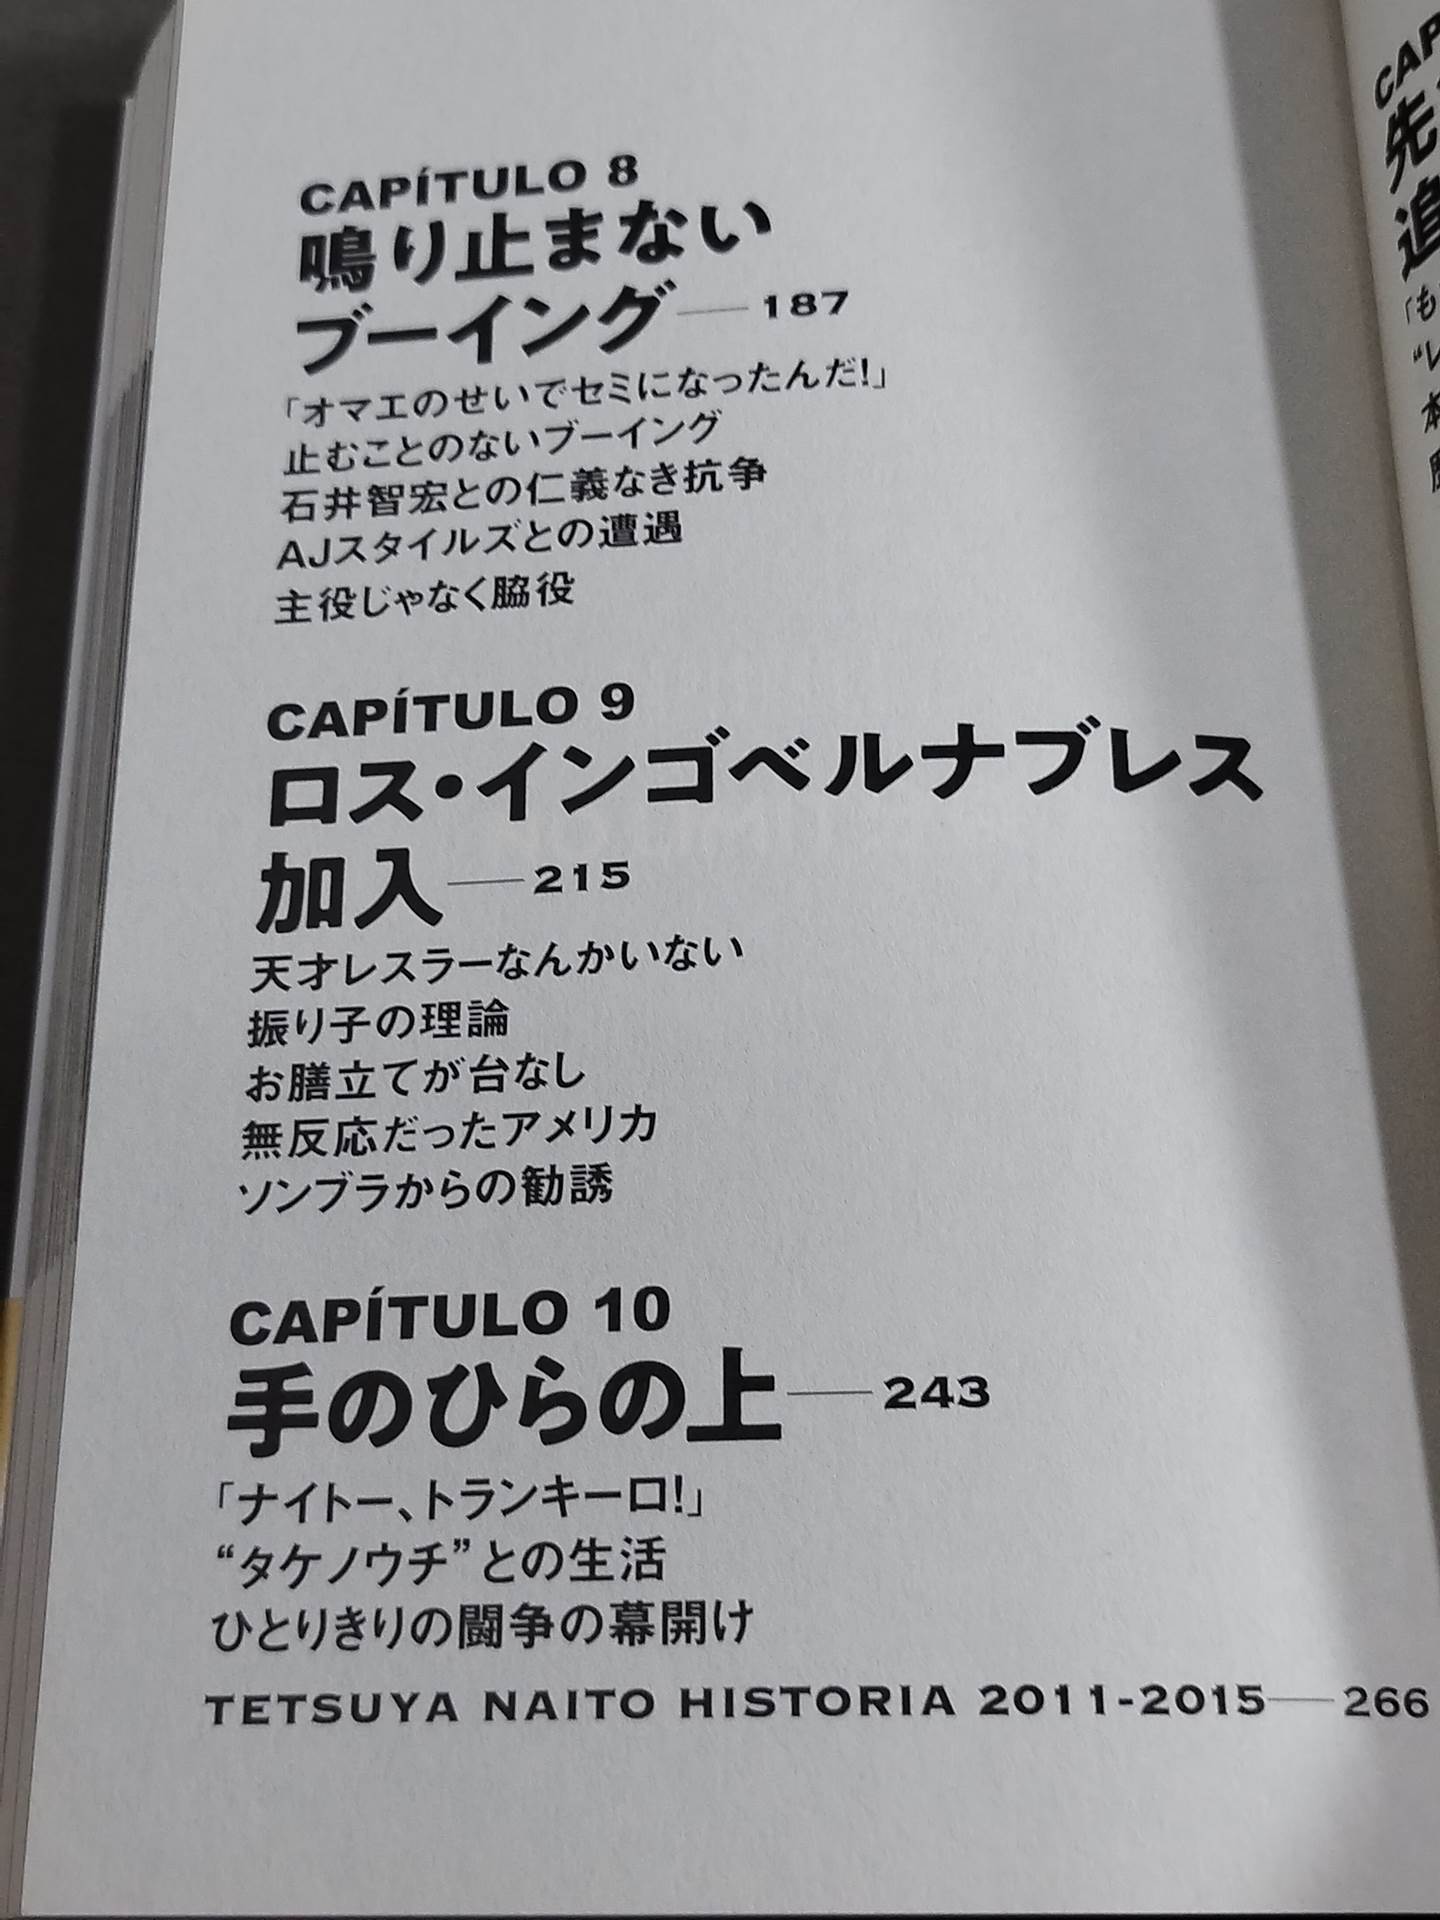 CAPÍTULO 8
鳴り止まない
ブーイング——187
「オマエのせいでセミになったんだ!」
止むことのないブーイング
石井智宏との仁義なき抗争
AJスタイルズとの遭遇
主役じゃなく脇役
CAPÍTULO 9
ロス・インゴベルナブレス
加入——215
天才レスラーなんかいない
振り子の理論
お膳立てが台なし
無反応だったアメリカ
ソンブラからの勧誘
CAPÍTULO 10
手のひらの上——243
「ナイトー、トランキーロ!」
“タケノウチ”との生活
ひとりきりの闘争の幕開け
TETSUYA NAITO HISTORIA 2011-2015——266
CAP
先
追
「も